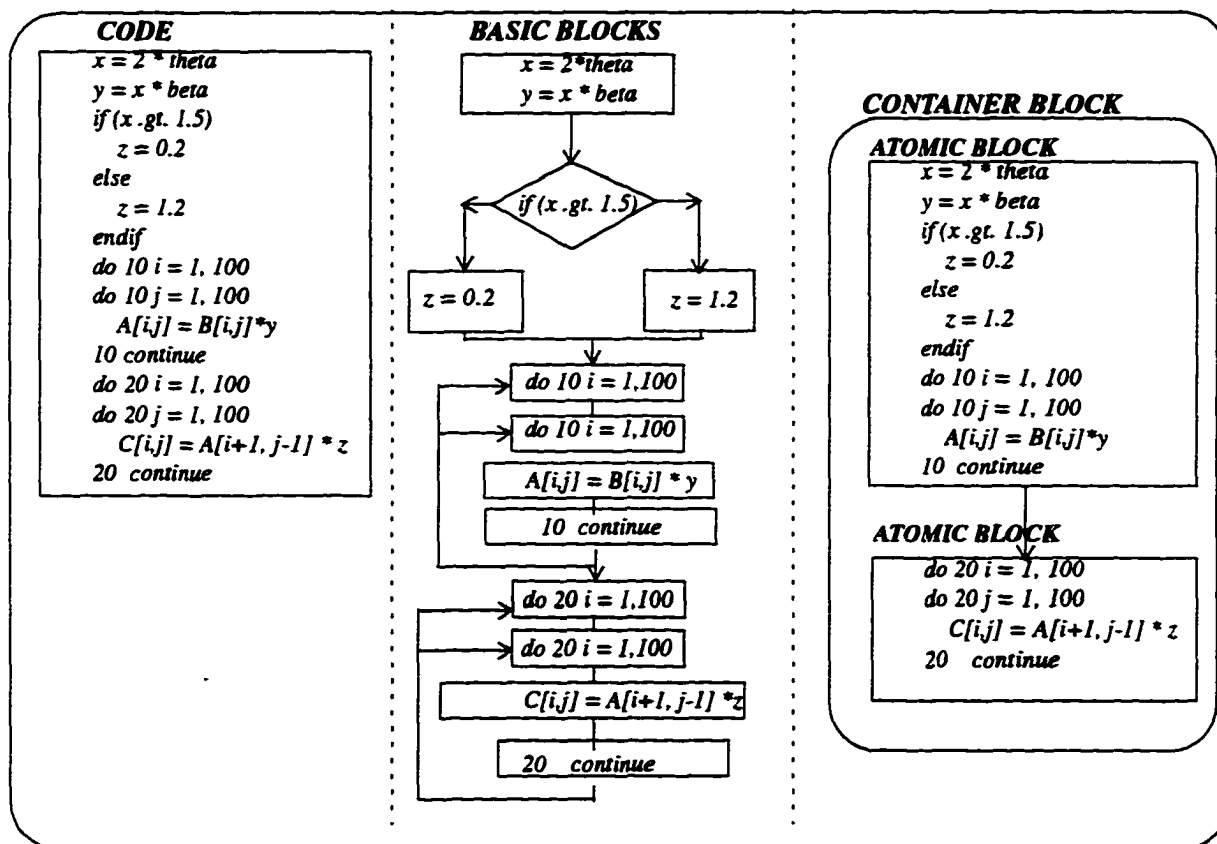 CODE
x = 2 * theta
y = x * beta
if (x .gt. 1.5)
z = 0.2
else
z = 1.2
endif
do 10 i = 1, 100
do 10 j = 1, 100
A[i,j] = B[i,j]*y
10 continue
do 20 i = 1, 100
do 20 j = 1, 100
C[i,j] = A[i+1, j-1] * z
20 continue
BASIC BLOCKS
x = 2*theta
y = x * beta
if (x .gt. 1.5)
z = 0.2
z = 1.2
do 10 i = 1,100
do 10 i = 1,100
A[i,j] = B[i,j] * y
10 continue
do 20 i = 1,100
do 20 i = 1,100
C[i,j] = A[i+1, j-1] *z
20 continue
CONTAINER BLOCK
ATOMIC BLOCK
x = 2 * theta
y = x * beta
if (x .gt. 1.5)
z = 0.2
else
z = 1.2
endif
do 10 i = 1, 100
do 10 j = 1, 100
A[i,j] = B[i,j]*y
10 continue
ATOMIC BLOCK
do 20 i = 1, 100
do 20 j = 1, 100
C[i,j] = A[i+1, j-1] * z
20 continue